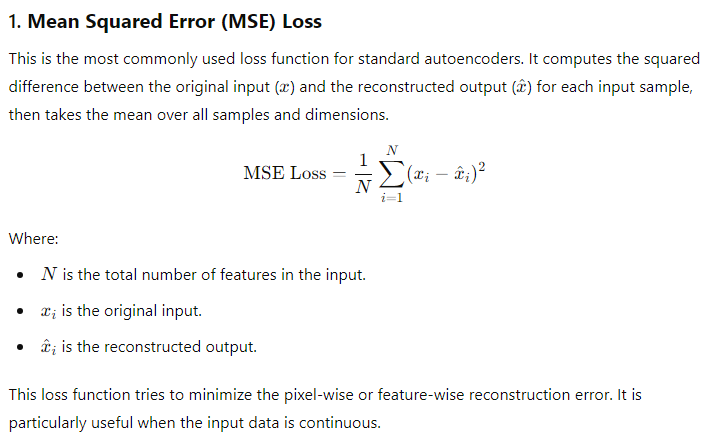 1. Mean Squared Error (MSE) Loss
This is the most commonly used loss function for standard autoencoders. It computes the squared
difference between the original input (x) and the reconstructed output (x̂) for each input sample,
then takes the mean over all samples and dimensions.
MSE Loss = \frac{1}{N} \sum_{i=1}^{N} (x_i − x̂_i)^2
Where:
• N is the total number of features in the input.
• x_i is the original input.
• x̂_i is the reconstructed output.
This loss function tries to minimize the pixel-wise or feature-wise reconstruction error. It is
particularly useful when the input data is continuous.